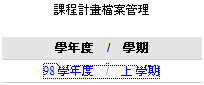 課程計畫檔案管理
學年度 / 學期
98 學年度 / 上 學期